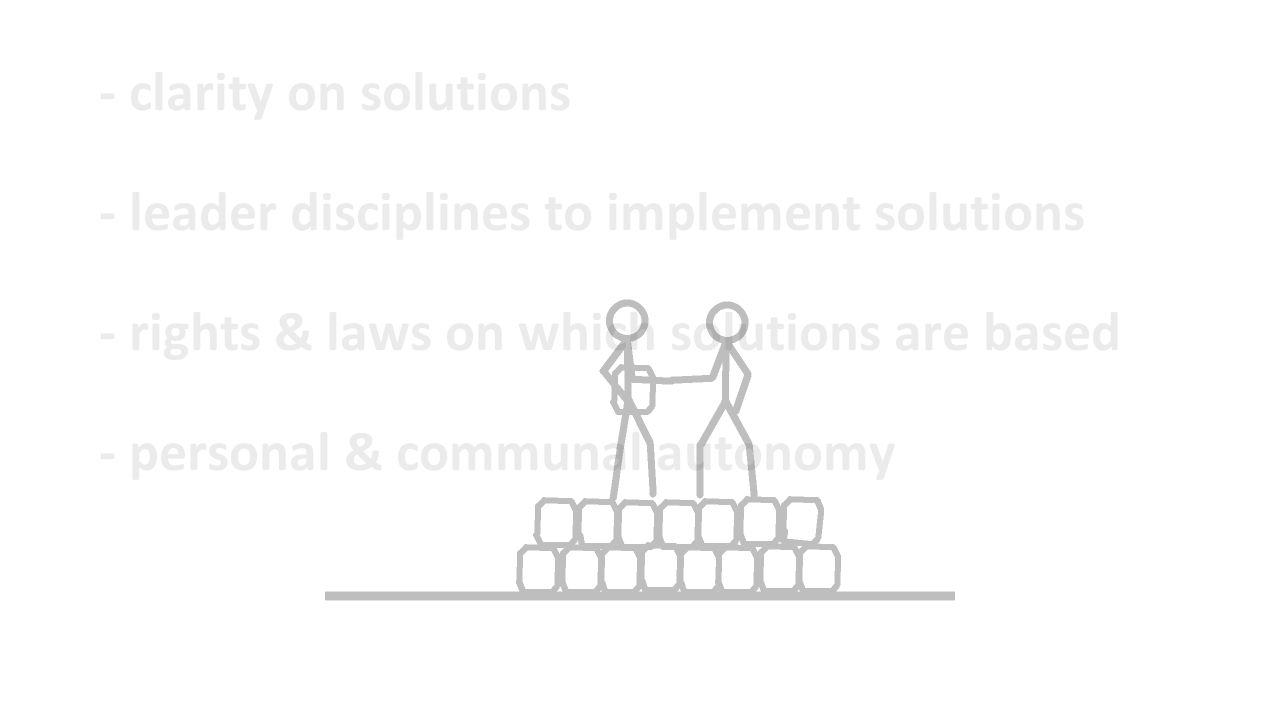 - clarity on solutions
- leader disciplines to implement solutions
- rights & laws on which solutions are based
- personal & communal autonomy